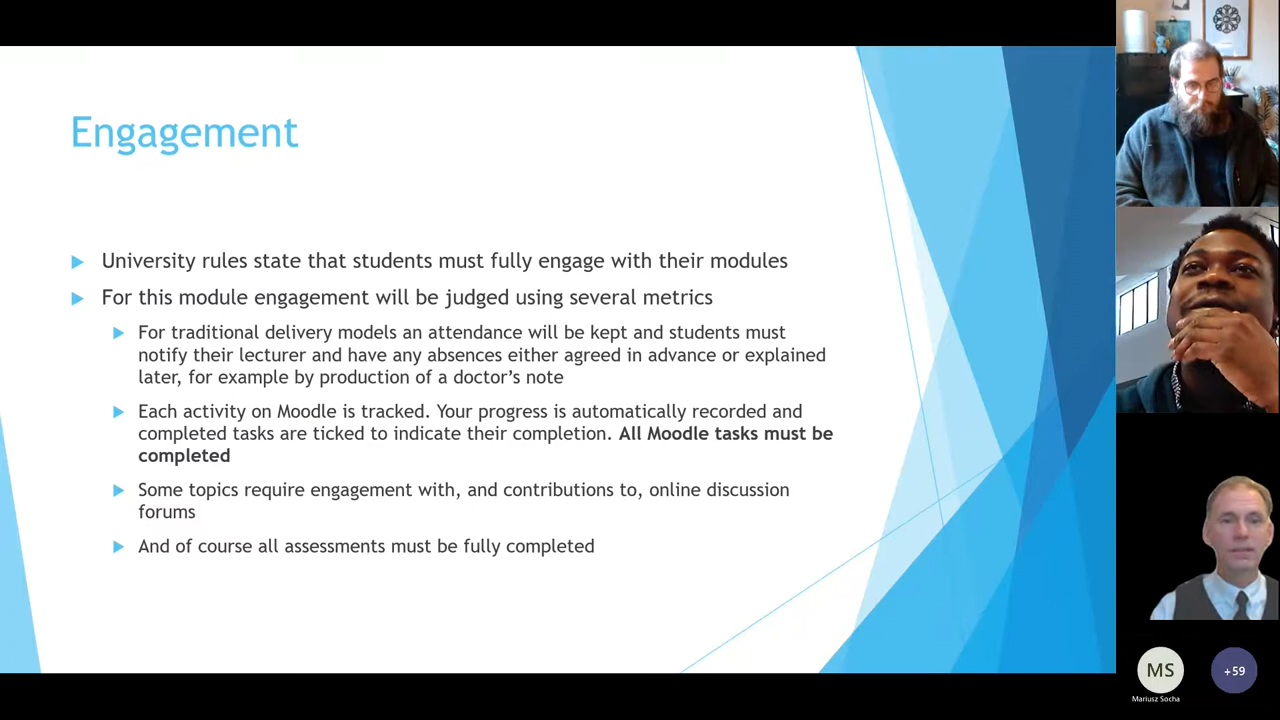 Engagement
University rules state that students must fully engage with their modules
For this module engagement will be judged using several metrics
For traditional delivery models an attendance will be kept and students must
notify their lecturer and have any absences either agreed in advance or explained
later, for example by production of a doctor's note
Each activity on Moodle is tracked. Your progress is automatically recorded and
completed tasks are ticked to indicate their completion. All Moodle tasks must be
completed
Some topics require engagement with, and contributions to, online discussion
forums
And of course all assessments must be fully completed
MS
+59
Mariusz Socha